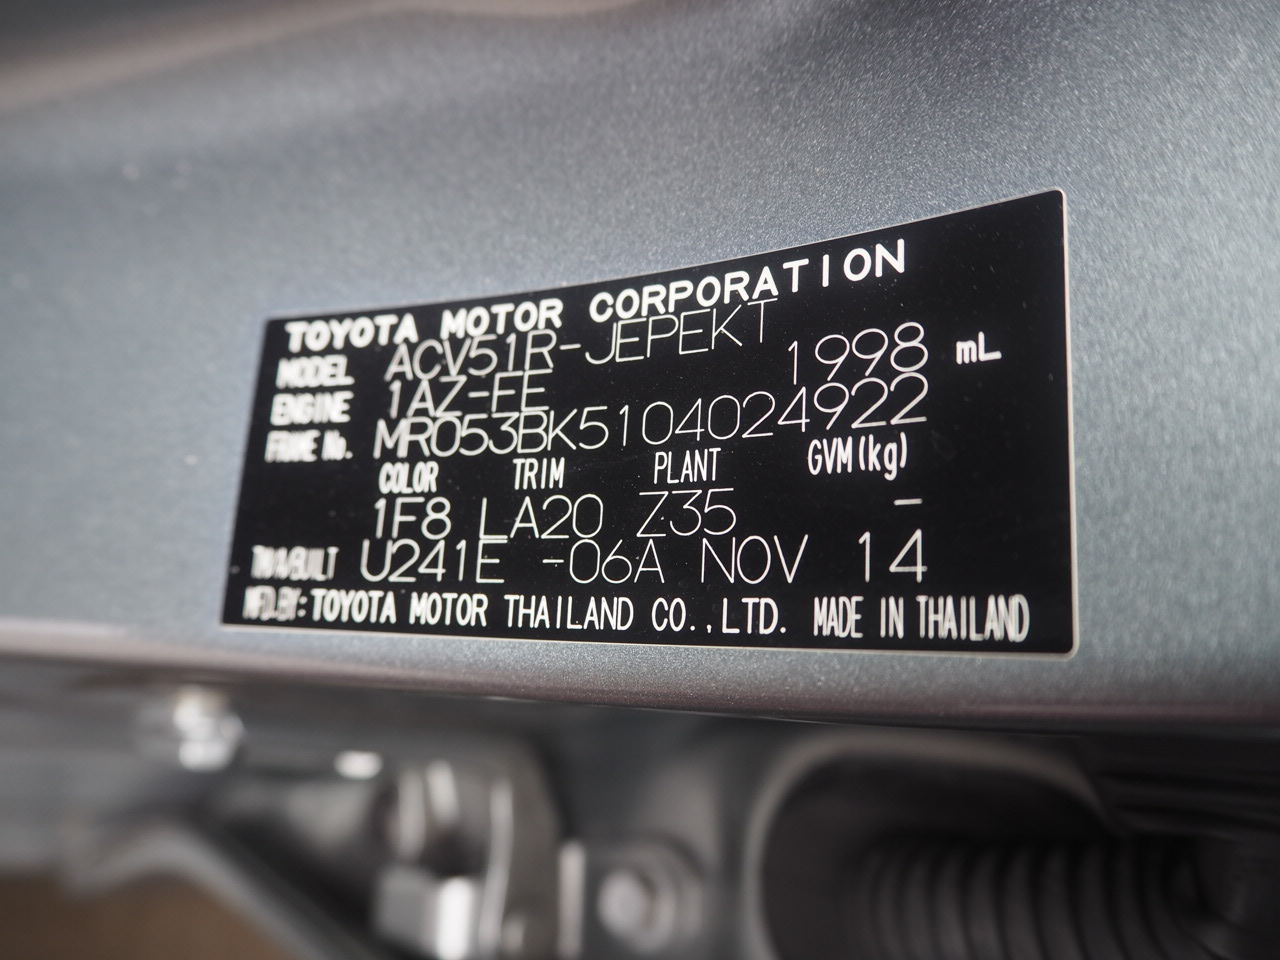 TOYOTA MOTOR CORPORATION
MODEL ACV51R-JEPEKT
ENGINE 1AZ-FE 1998 mL
FRAME No. MR053BK5104024922
COLOR TRIM PLANT GVM(kg)
1F8 LA20 Z35 –
U241E -06A NOV 14
MFD.BY:TOYOTA MOTOR THAILAND CO.,LTD. MADE IN THAILAND